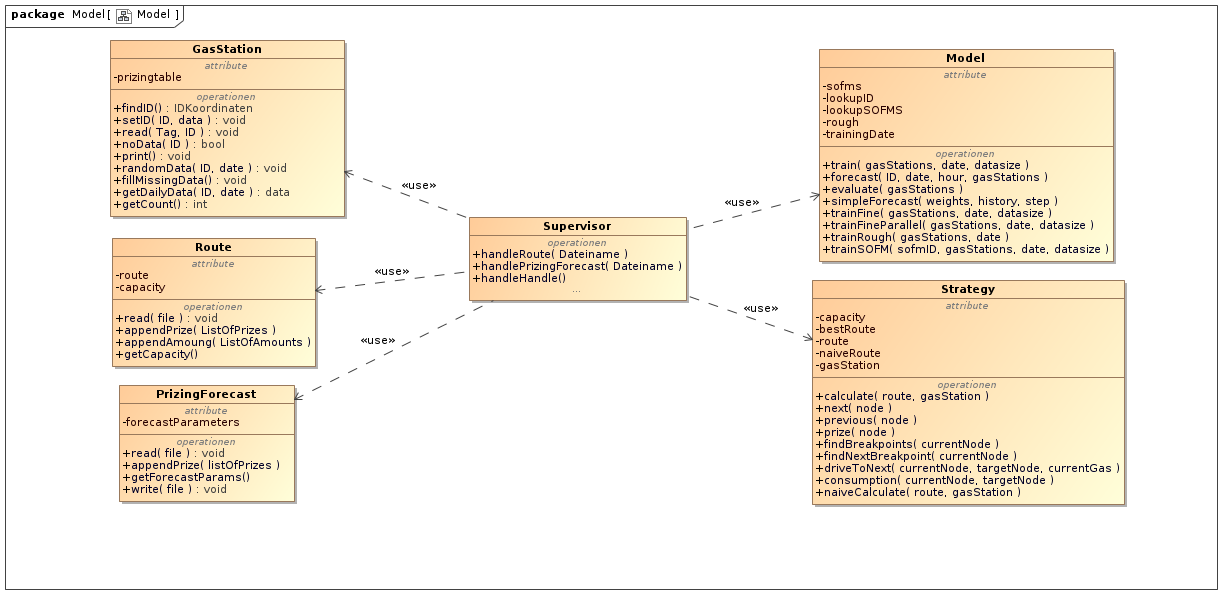 package Model[ Model ]
GasStation
attribute
-prizingtable
operationen
+findID() : IDKoordinaten
+setID( ID, data ) : void
+read( Tag, ID ) : void
+noData( ID ) : bool
+print() : void
+randomData( ID, date ) : void
+fillMissingData() : void
+getDailyData( ID, date ) : data
+getCount() : int
Route
attribute
-route
-capacity
operationen
+read( file ) : void
+appendPrize( ListOfPrizes )
+appendAmoung( ListOfAmounts )
+getCapacity()
PrizingForecast
attribute
-forecastParameters
operationen
+read( file ) : void
+appendPrize( listOfPrizes )
+getForecastParams()
+write( file ) : void
«use»
«use»
«use»
Supervisor
operationen
+handleRoute( Dateiname )
+handlePrizingForecast( Dateiname )
+handleHandle()
...
«use»
«use»
Model
attribute
-sofms
-lookupID
-lookupSOFMS
-rough
-trainingDate
operationen
+train( gasStations, date, datasize )
+forecast( ID, date, hour, gasStations )
+evaluate( gasStations )
+simpleForecast( weights, history, step )
+trainFine( gasStations, date, datasize )
+trainFineParallel( gasStations, date, datasize )
+trainRough( gasStations, date )
+trainSOFM( sofmID, gasStations, date, datasize )
Strategy
attribute
-capacity
-bestRoute
-route
-naiveRoute
-gasStation
operationen
+calculate( route, gasStation )
+next( node )
+previous( node )
+prize( node )
+findBreakpoints( currentNode )
+findNextBreakpoint( currentNode )
+driveToNext( currentNode, targetNode, currentGas )
+consumption( currentNode, targetNode )
+naiveCalculate( route, gasStation )